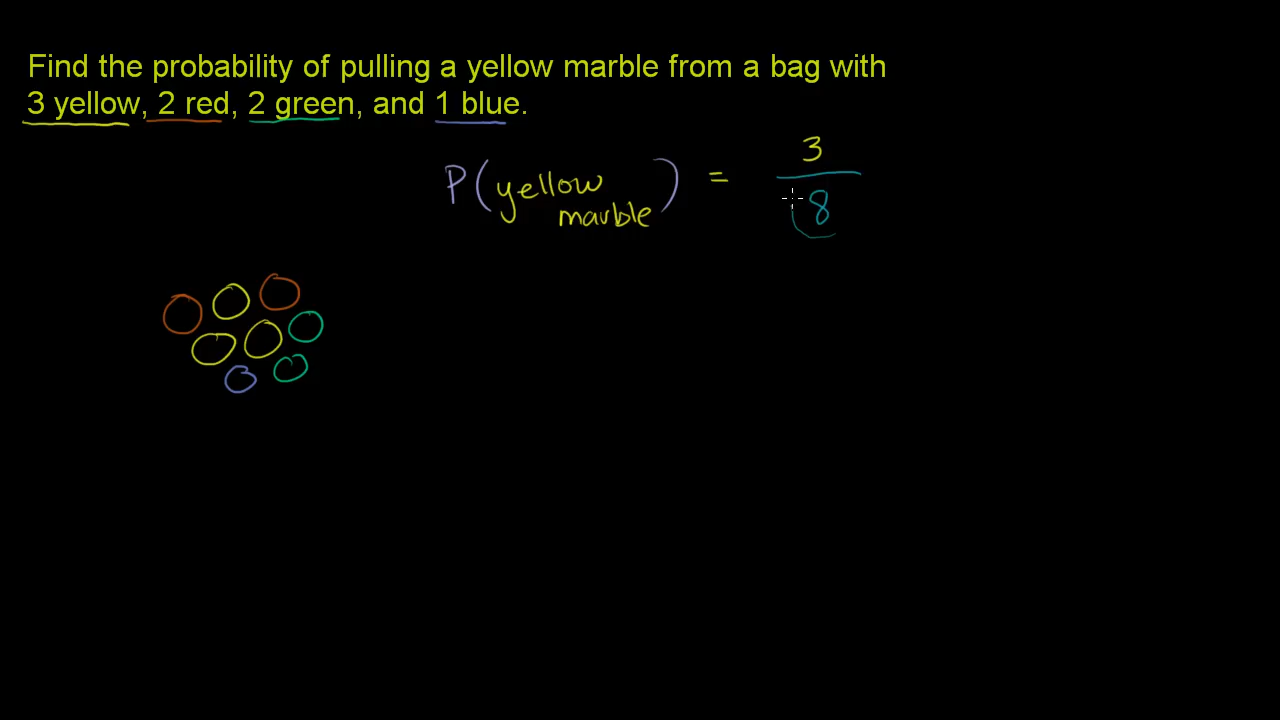 Find the probability of pulling a yellow marble from a bag with
3 yellow, 2 red, 2 green, and 1 blue.
P(yellow marble) = 3/8